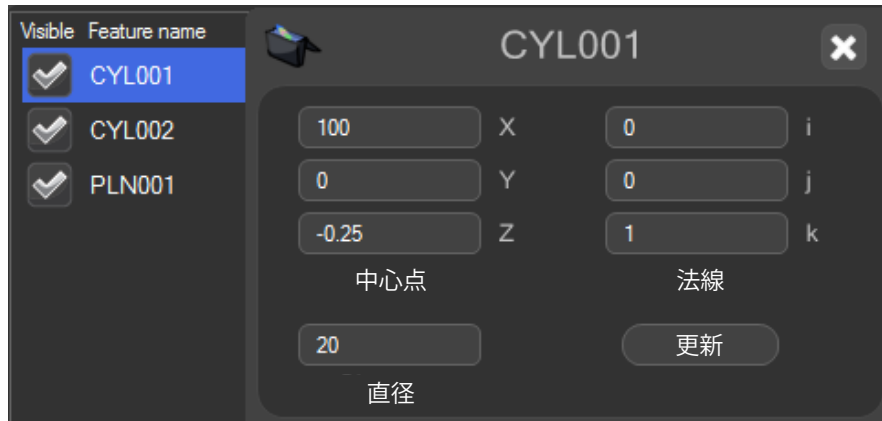 Visible Feature name
CYL001
CYL002
PLN001
CYL001
100 X 0 i
0 Y 0 j
-0.25 Z 1 k
中心点 法線
20 更新
直径